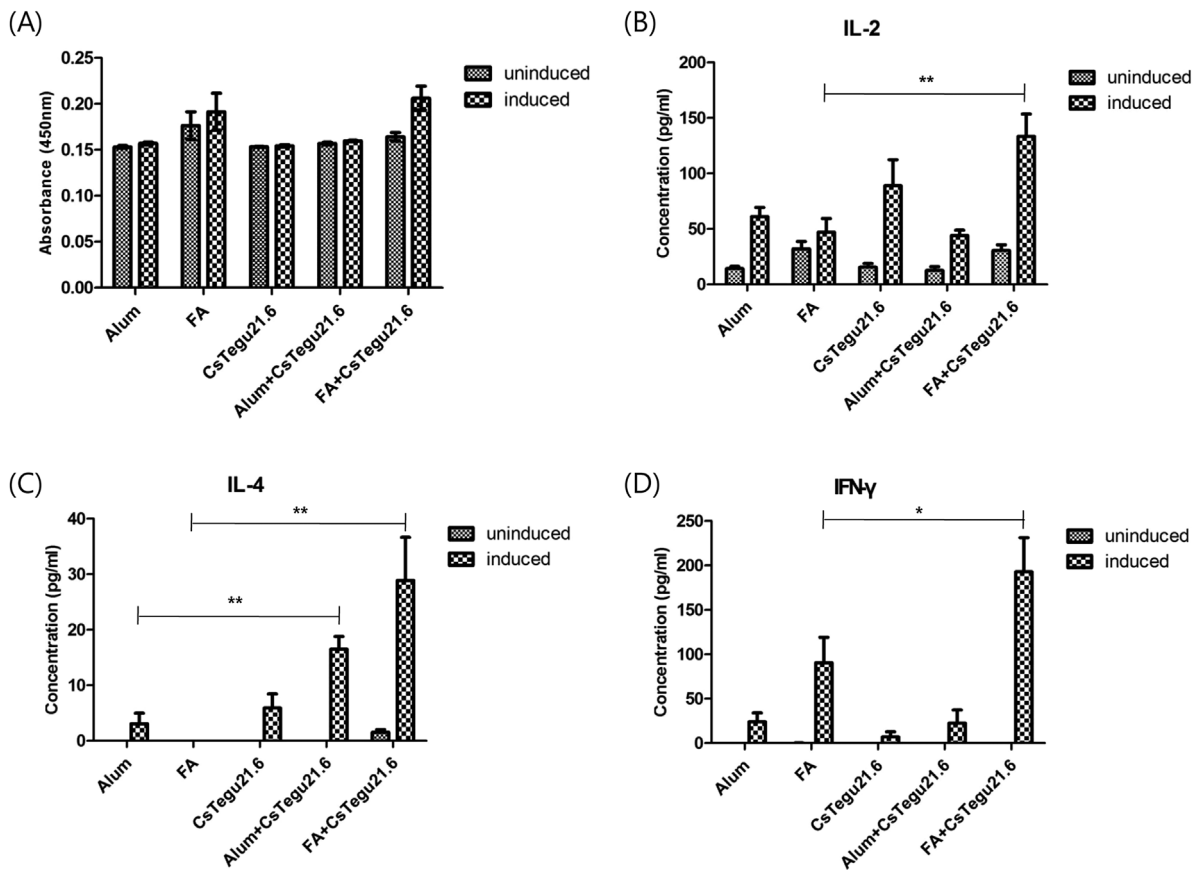 (A)
Absorbance (450nm)
0.25
0.20
0.15
0.10
0.05
0.00
Alum
FA
CsTegu21.6
Alum+CsTegu21.6
FA+CsTegu21.6
uninduced
induced
(B)
IL-2
Concentration (pg/ml)
200
150
100
50
0
**
Alum
FA
CsTegu21.6
Alum+CsTegu21.6
FA+CsTegu21.6
uninduced
induced
(C)
IL-4
Concentration (pg/ml)
40
30
20
10
0
**
**
Alum
FA
CsTegu21.6
Alum+CsTegu21.6
FA+CsTegu21.6
uninduced
induced
(D)
IFN-γ
Concentration (pg/ml)
250
200
150
100
50
0
*
Alum
FA
CsTegu21.6
Alum+CsTegu21.6
FA+CsTegu21.6
uninduced
induced